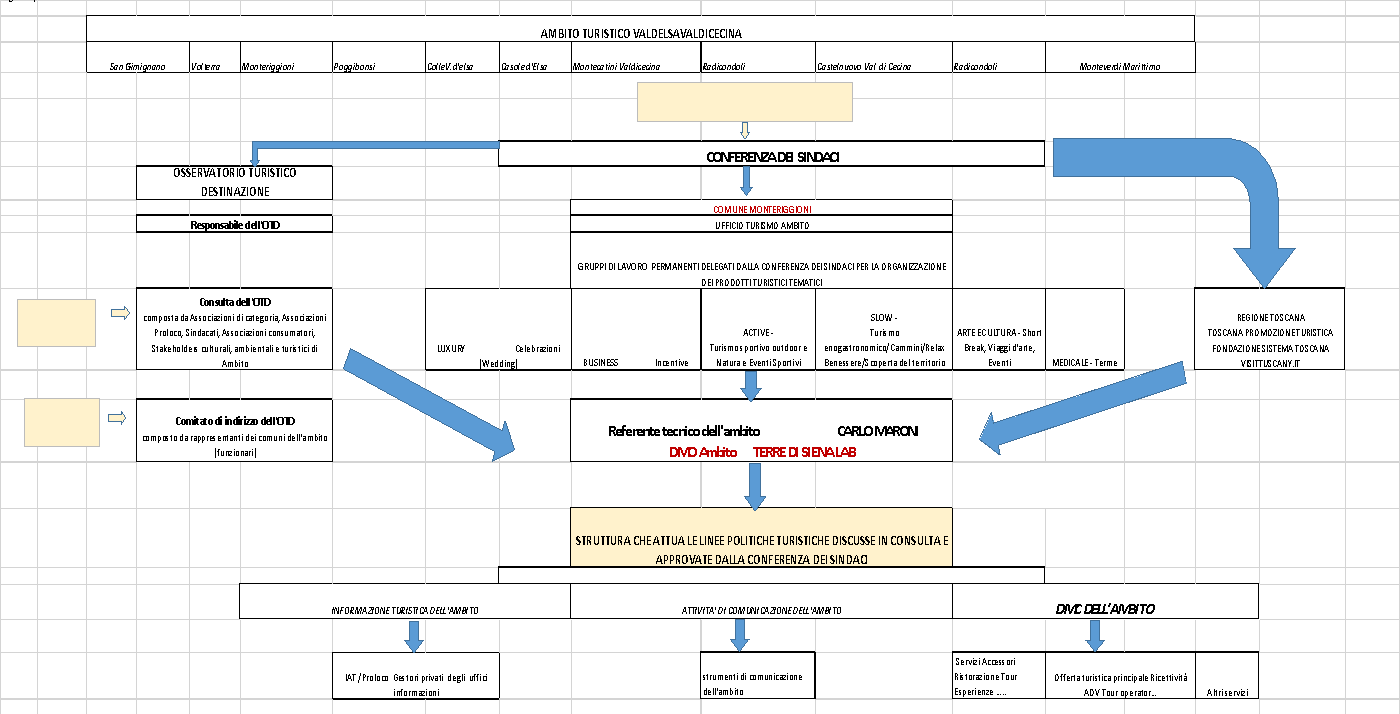 AMBITO TURISTICO VALDELSAVALDICECINA
San Gimignano Volterra Monteriggioni Poggibonsi ColleV.d'elsa Casole d'Elsa Montecatini Valdicecina Radicondoli Castelnuovo Val di Cecina Radicondoli Monteverdi Marittimo
CONFERENZA DEI SINDACI
OSSERVATORIO TURISTICO
DESTINAZIONE
COMUNE MONTERIGGIONI
Responsabile dell'OTD
UFFICIO TURISMO AMBITO
GRUPPI DI LAVORO PERMANENTI DELEGATI DALLA CONFERENZA DEI SINDACI PER LA ORGANIZZAZIONE
DEI PRODOTTI TURISTICI TEMATICI
Consulta dell'OTD
composta da Associazioni di categoria, Associazioni
Proloco, Sindacati, Associazioni consumatori,
Stakeholders culturali, ambientali e turistici di
Ambito
LUXURY Celebrazioni
(Wedding)
BUSINESS Incentive
ACTIVE -
Turismo sportivo outdoor e
Natura e Eventi Sportivi
SLOW -
Turismo
enogastronomico/Cammini/Relax
Benessere/Scoperta del territorio
ARTE E CULTURA - Short
Break, Viaggi d'arte,
Eventi
MEDICALE - Terme
REGIONE TOSCANA
TOSCANA PROMOZIONE TURISTICA
FONDAZIONE SISTEMA TOSCANA
VISITTUSCANY.IT
Comitato di indirizzo dell'OTD
composto da rappresentanti dei comuni dell'ambito
(funzionari)
Referente tecnico dell'ambito CARLO MARONI
DMO Ambito TERRE DI SIENA LAB
STRUTTURA CHE ATTUA LE LINEE POLITICHE TURISTICHE DISCUSSE IN CONSULTA E
APPROVATE DALLA CONFERENZA DEI SINDACI
INFORMAZIONE TURISTICA DELL'AMBITO
ATTIVITA' DI COMUNICAZIONE DELL'AMBITO
DMC DELL'AMBITO
IAT / Proloco Gestori privati degli uffici
informazioni
strumenti di comunicazione
dell'ambito
Servizi Accessori
Ristorazione Tour
Esperienze .....
Offerta turistica principale Ricettività
ADV Tour operator...
Altri servizi